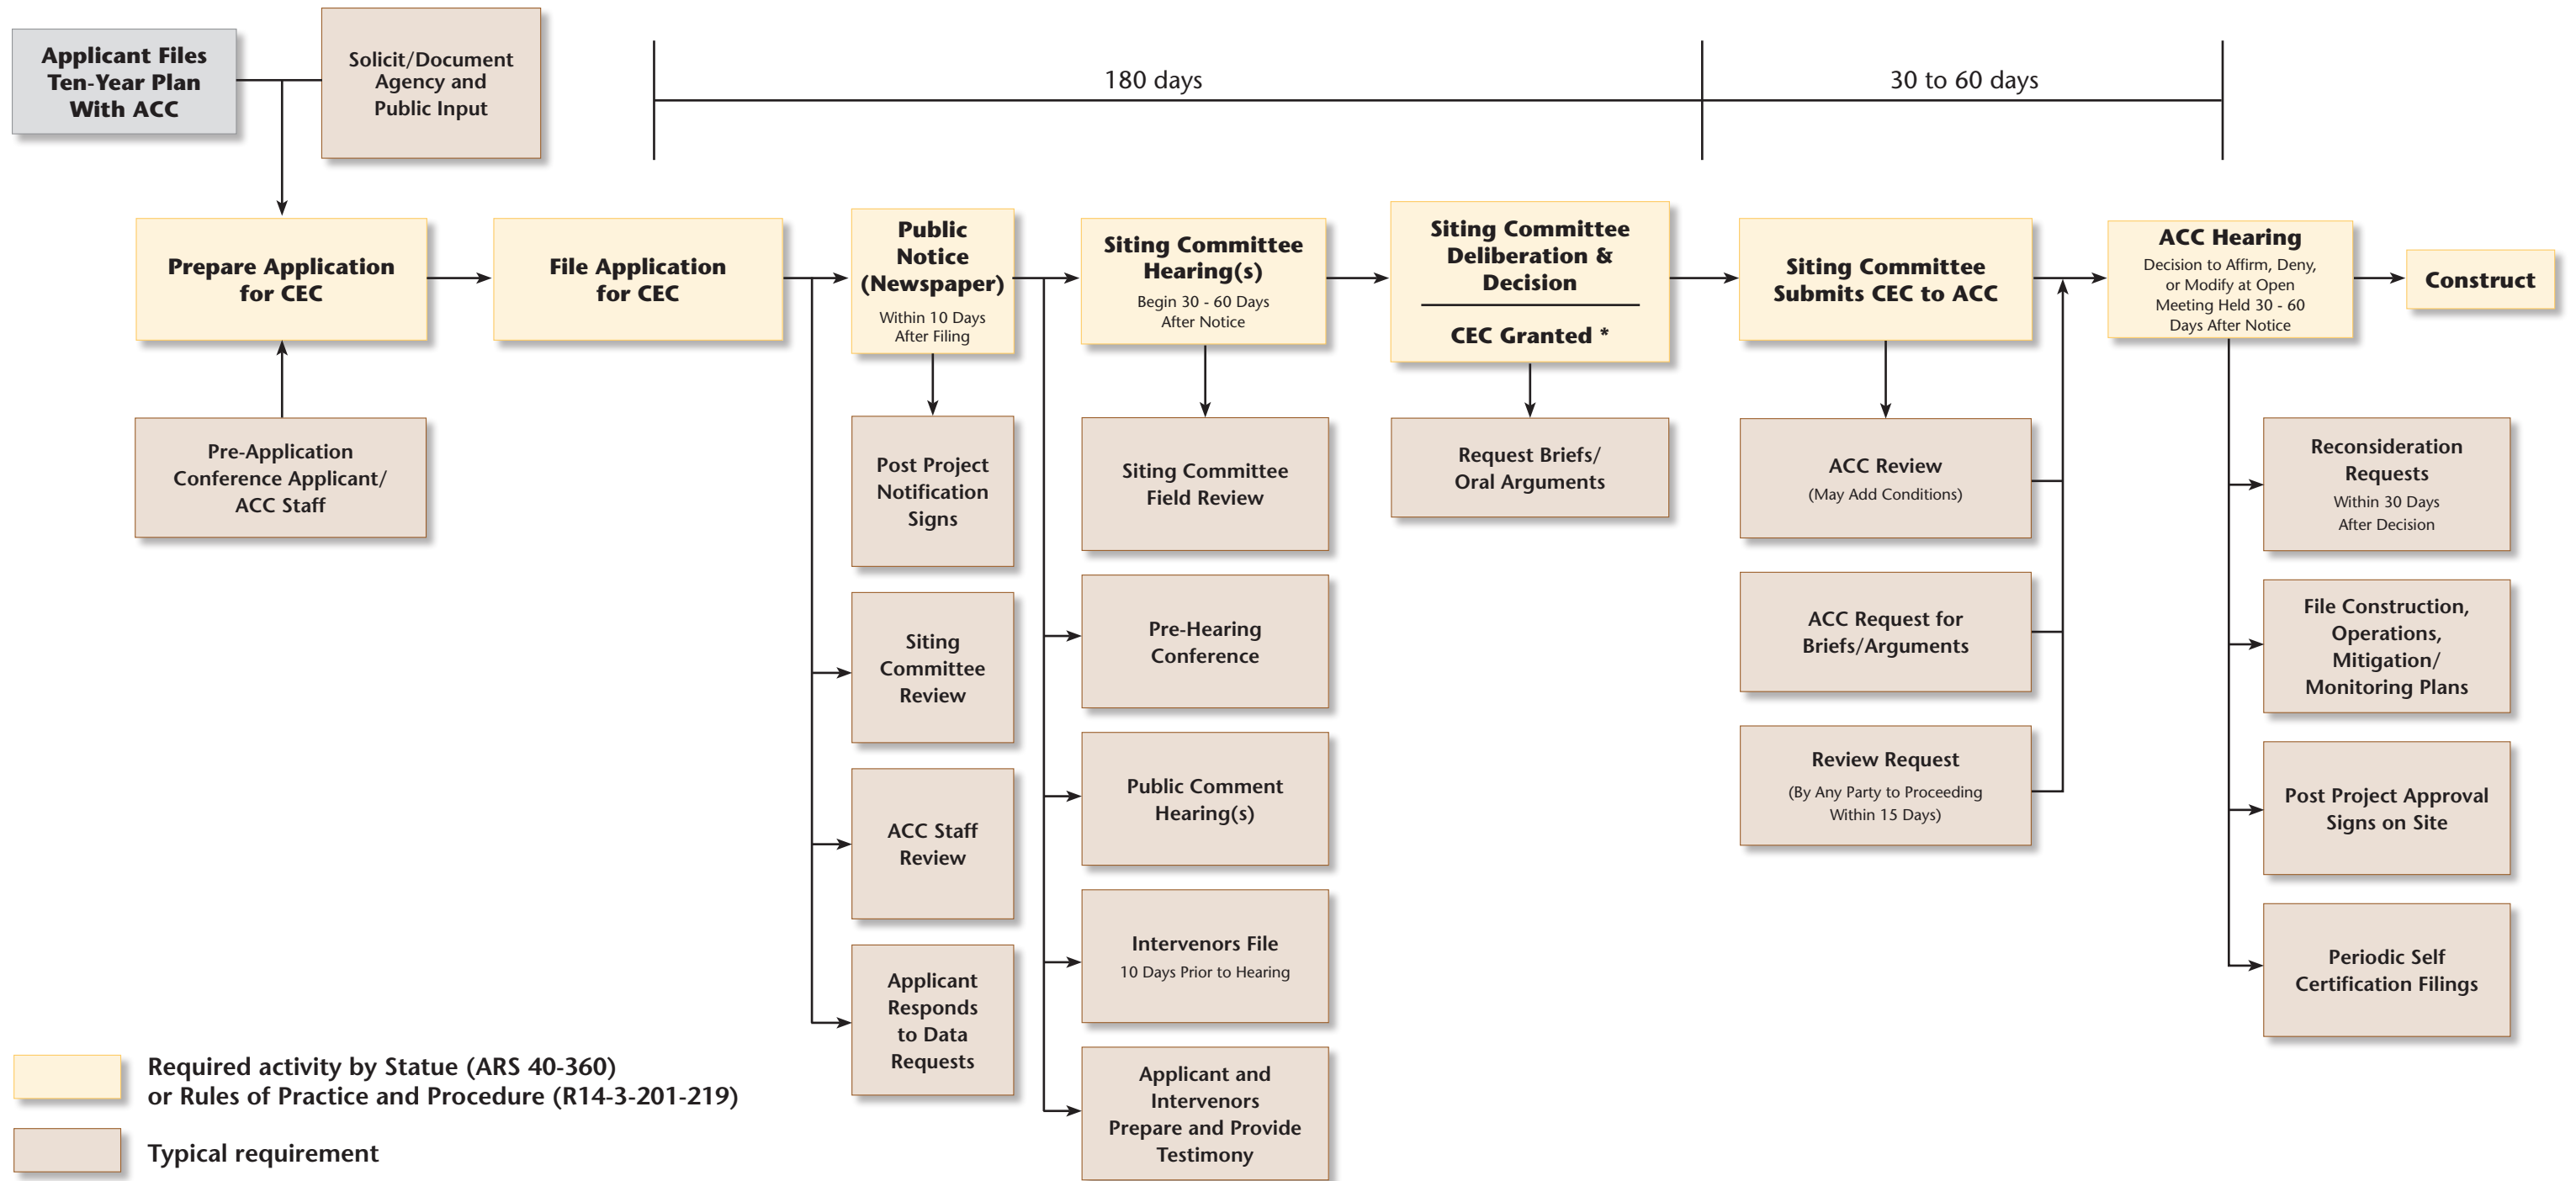 Applicant Files
Ten-Year Plan
With ACC
Solicit/Document
Agency and
Public Input
180 days
30 to 60 days
Prepare Application
for CEC
File Application
for CEC
Public
Notice
(Newspaper)
Within 10 Days
After Filing
Siting Committee
Hearing(s)
Begin 30 - 60 Days
After Notice
Siting Committee
Deliberation &
Decision
CEC Granted *
Siting Committee
Submits CEC to ACC
ACC Hearing
Decision to Affirm, Deny,
or Modify at Open
Meeting Held 30 - 60
Days After Notice
Construct
Pre-Application
Conference Applicant/
ACC Staff
Post Project
Notification
Signs
Siting
Committee
Review
ACC Staff
Review
Applicant
Responds
to Data
Requests
Siting Committee
Field Review
Pre-Hearing
Conference
Public Comment
Hearing(s)
Intervenors File
10 Days Prior to Hearing
Applicant and
Intervenors
Prepare and Provide
Testimony
Request Briefs/
Oral Arguments
ACC Review
(May Add Conditions)
ACC Request for
Briefs/Arguments
Review Request
(By Any Party to Proceeding
Within 15 Days)
Reconsideration
Requests
Within 30 Days
After Decision
File Construction,
Operations,
Mitigation/
Monitoring Plans
Post Project Approval
Signs on Site
Periodic Self
Certification Filings
Required activity by Statue (ARS 40-360)
or Rules of Practice and Procedure (R14-3-201-219)
Typical requirement